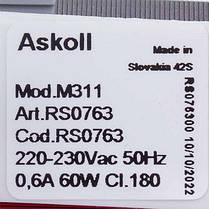 Askoll
Made in
Slovakia 42S
Mod.M311
Art.RS0763
Cod.RS0763
220-230Vac 50Hz
0,6A 60W Cl.180
RS076300 10/10/2022